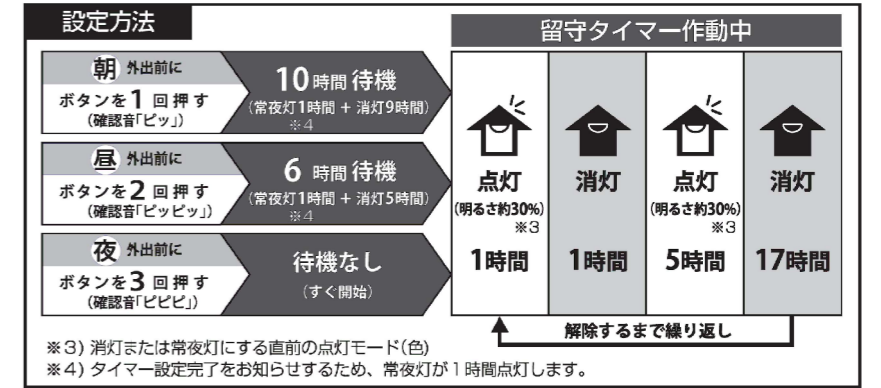 設定方法
留守タイマー作動中
朝 外出前に
ボタンを1回押す
(確認音「ピッ」)
10時間待機
(常夜灯1時間 + 消灯9時間)
※4
昼 外出前に
ボタンを2回押す
(確認音「ピッピッ」)
6時間待機
(常夜灯1時間 + 消灯5時間)
※4
夜 外出前に
ボタンを3回押す
(確認音「ピピピ」)
待機なし
(すぐ開始)
点灯
(明るさ約30%)
※3
1時間
消灯
1時間
点灯
(明るさ約30%)
※3
5時間
消灯
17時間
解除するまで繰り返し
※3) 消灯または常夜灯にする直前の点灯モード(色)
※4) タイマー設定完了をお知らせするため、常夜灯が1時間点灯します。